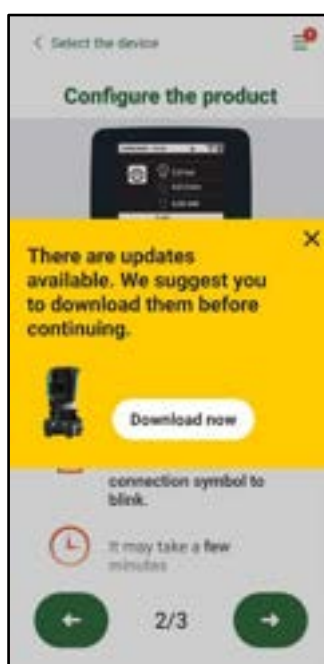 Select the device
Configure the product
There are updates
available. We suggest you
to download them before
continuing.
Download now
connection symbol to
blink.
It may take a few
minutes
2/3